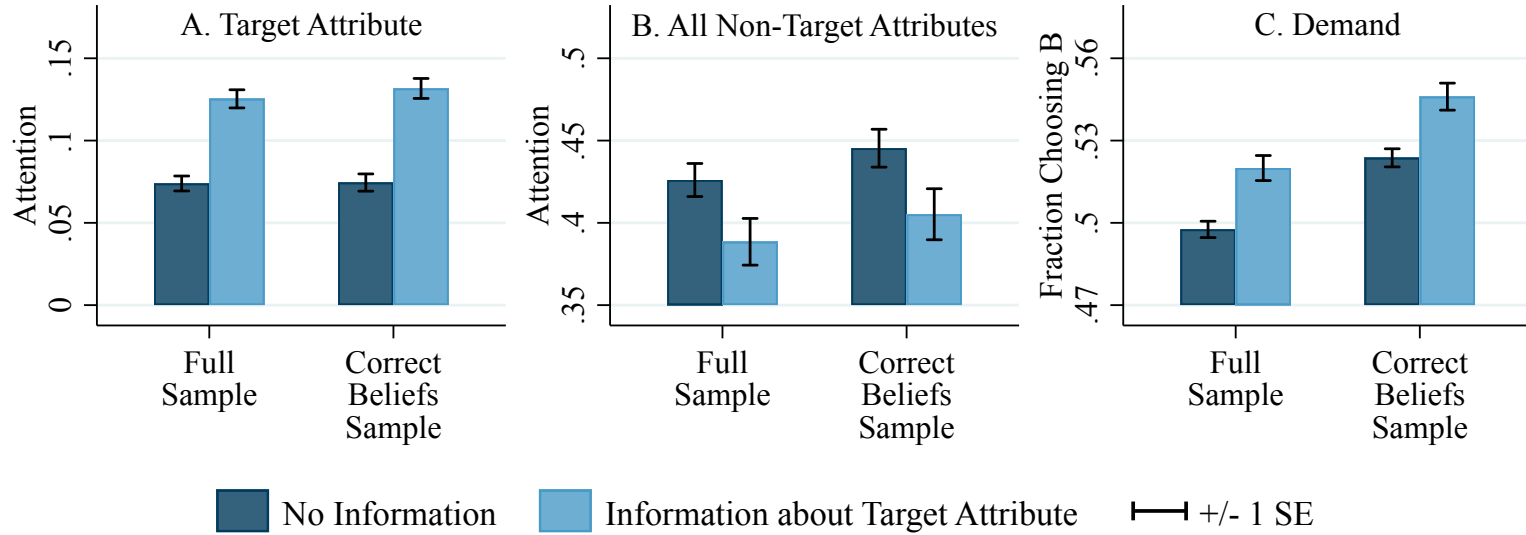 A. Target Attribute
Attention
.15
.1
.05
0
Full
Sample
Correct
Beliefs
Sample
B. All Non-Target Attributes
Attention
.5
.45
.4
.35
Full
Sample
Correct
Beliefs
Sample
C. Demand
Fraction Choosing B
.56
.53
.5
.47
Full
Sample
Correct
Beliefs
Sample
No Information
Information about Target Attribute
+/- 1 SE